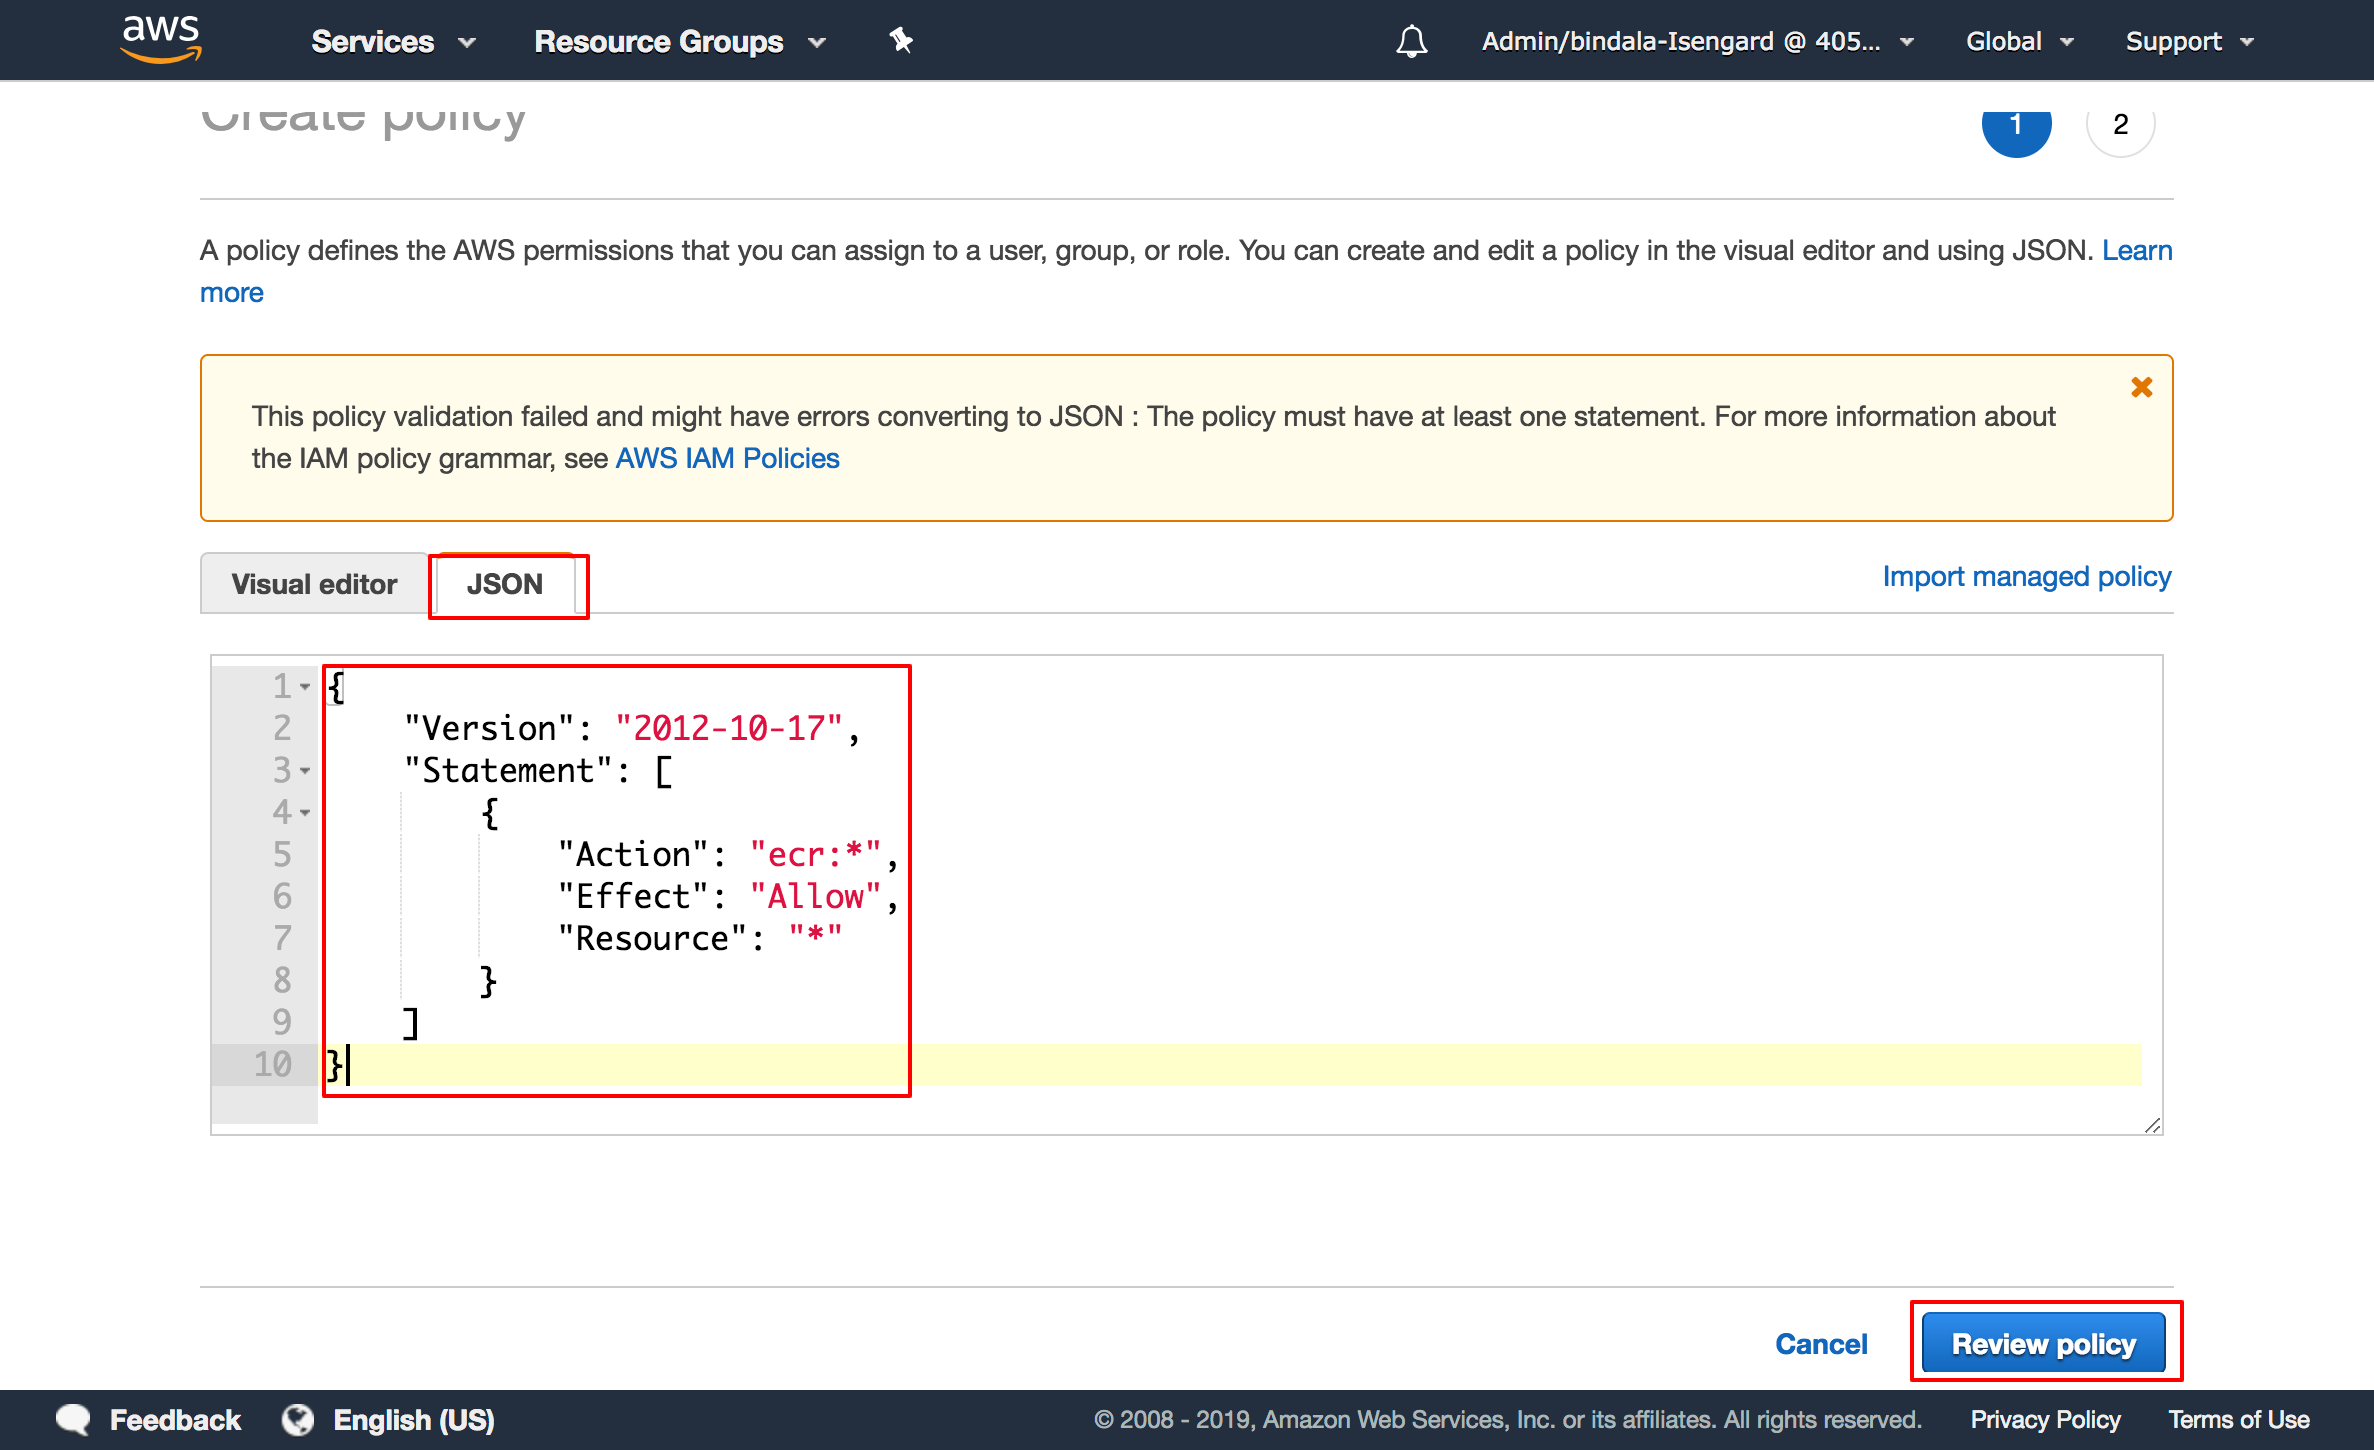 aws Services Resource Groups Admin/bindala-Isengard @ 405... Global Support
Create policy 1 2
A policy defines the AWS permissions that you can assign to a user, group, or role. You can create and edit a policy in the visual editor and using JSON. Learn
more
This policy validation failed and might have errors converting to JSON : The policy must have at least one statement. For more information about
the IAM policy grammar, see AWS IAM Policies
Visual editor JSON Import managed policy
1 {
2 "Version": "2012-10-17",
3 "Statement": [
4 {
5 "Action": "ecr:*",
6 "Effect": "Allow",
7 "Resource": "*"
8 }
9 ]
10 }
Cancel Review policy
Feedback English (US) © 2008 - 2019, Amazon Web Services, Inc. or its affiliates. All rights reserved. Privacy Policy Terms of Use